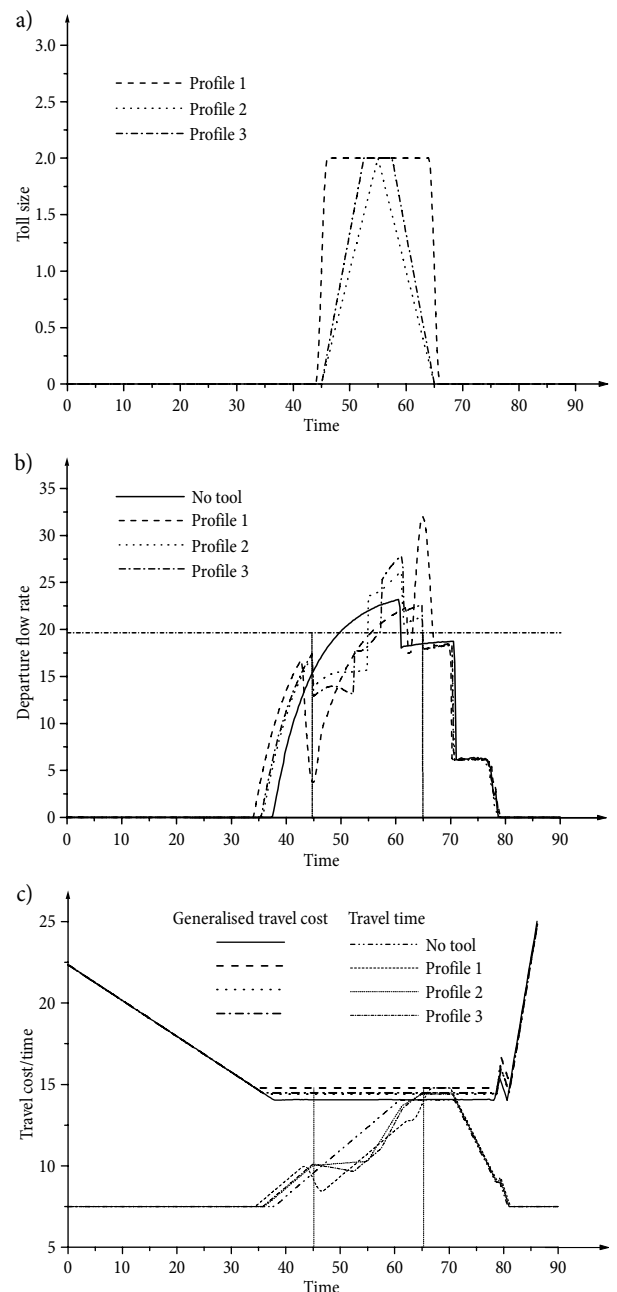 a)
3.0
2.5
2.0
1.5
1.0
0.5
0
Toll size
Profile 1
Profile 2
Profile 3
0 10 20 30 40 50 60 70 80 90
Time
b)
35
30
25
20
15
10
5
0
Departure flow rate
No tool
Profile 1
Profile 2
Profile 3
0 10 20 30 40 50 60 70 80 90
Time
c)
25
20
15
10
5
Travel cost/time
Generalised travel cost Travel time
No tool
Profile 1
Profile 2
Profile 3
0 10 20 30 40 50 60 70 80 90
Time